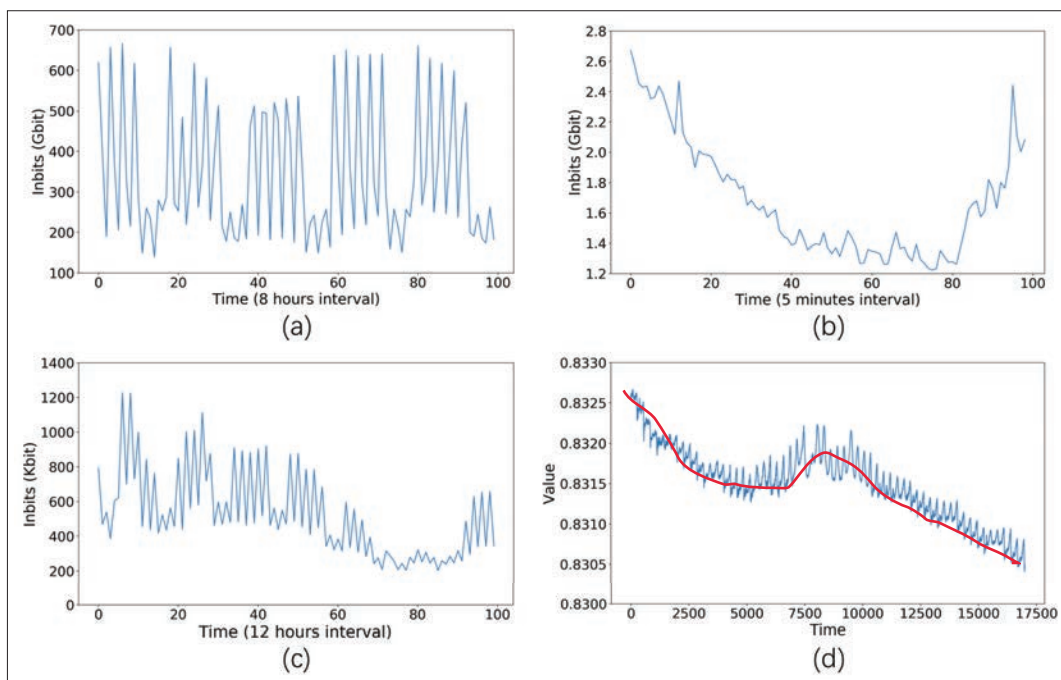 700
600
500
400
300
200
100
Inbits (Gbit)
0 20 40 60 80 100
Time (8 hours interval)
(a)
2.8
2.6
2.4
2.2
2.0
1.8
1.6
1.4
1.2
Inbits (Gbit)
0 20 40 60 80 100
Time (5 minutes interval)
(b)
1400
1200
1000
800
600
400
200
0
Inbits (Kbit)
0 20 40 60 80 100
Time (12 hours interval)
(c)
0.8330
0.8325
0.8320
0.8315
0.8310
0.8305
0.8300
Value
0 2500 5000 7500 10000 12500 15000 17500
Time
(d)